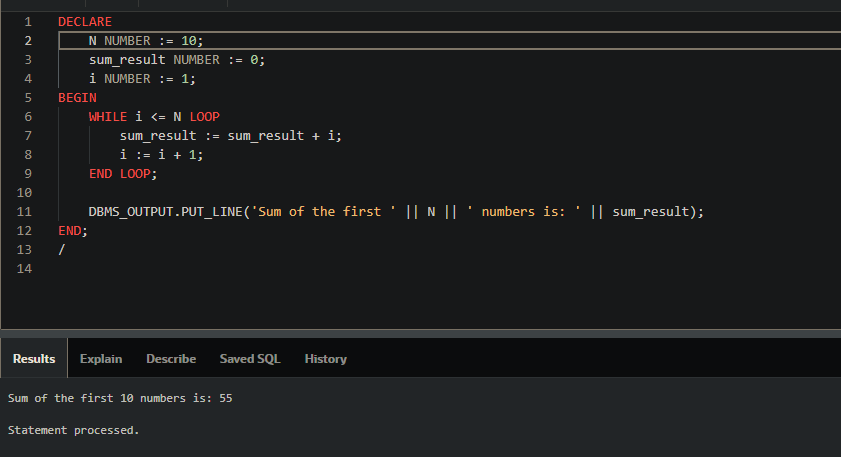 1 DECLARE
2 N NUMBER := 10;
3 sum_result NUMBER := 0;
4 i NUMBER := 1;
5 BEGIN
6 WHILE i <= N LOOP
7 sum_result := sum_result + i;
8 i := i + 1;
9 END LOOP;
10
11 DBMS_OUTPUT.PUT_LINE('Sum of the first ' || N || ' numbers is: ' || sum_result);
12 END;
13 /
14
Results Explain Describe Saved SQL History
Sum of the first 10 numbers is: 55
Statement processed.